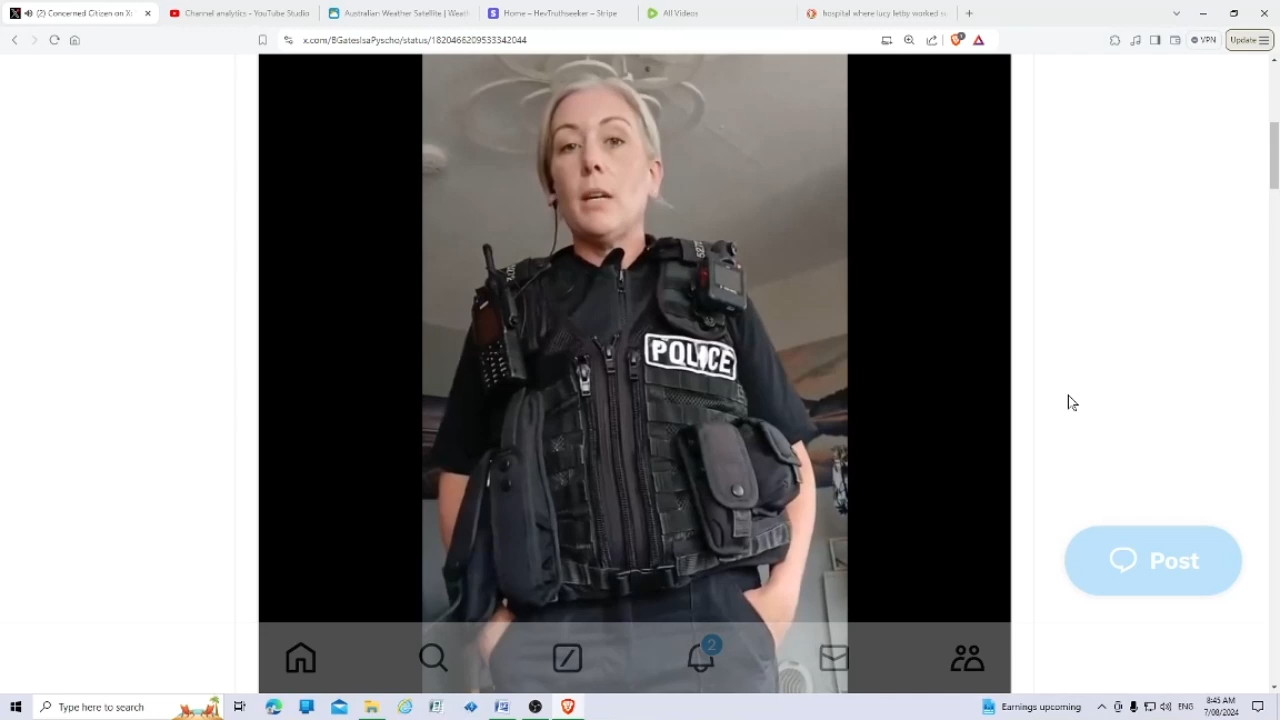 (2) Concerned Citizen on X:
Channel analytics - YouTube Studio
Australian Weather Satellite | Weath
Home – HevTruthseeker – Stripe
All Videos
hospital where lucy letby worked s
x.com/BGatesIsaPyscho/status/1820466209533342044
1
VPN
Update
POLICE
Post
2
Type here to search
Earnings upcoming
ENG
8:45 AM
7/08/2024